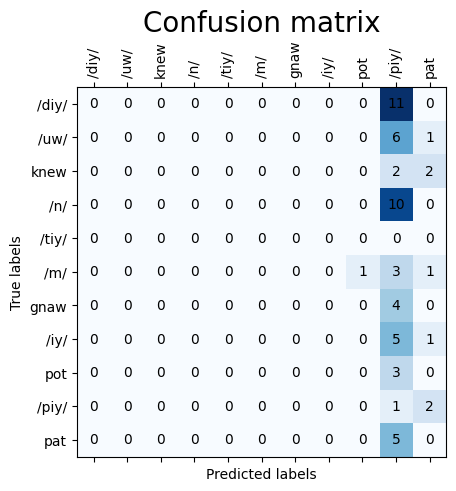 Confusion matrix
/diy/ /uw/ knew /n/ /tiy/ /m/ gnaw /iy/ pot /piy/ pat
/diy/ 0 0 0 0 0 0 0 0 0 11 0
/uw/ 0 0 0 0 0 0 0 0 0 6 1
knew 0 0 0 0 0 0 0 0 0 2 2
/n/ 0 0 0 0 0 0 0 0 0 10 0
/tiy/ 0 0 0 0 0 0 0 0 0 0 0
/m/ 0 0 0 0 0 0 0 0 1 3 1
gnaw 0 0 0 0 0 0 0 0 0 4 0
/iy/ 0 0 0 0 0 0 0 0 0 5 1
pot 0 0 0 0 0 0 0 0 0 3 0
/piy/ 0 0 0 0 0 0 0 0 0 1 2
pat 0 0 0 0 0 0 0 0 0 5 0
True labels
Predicted labels